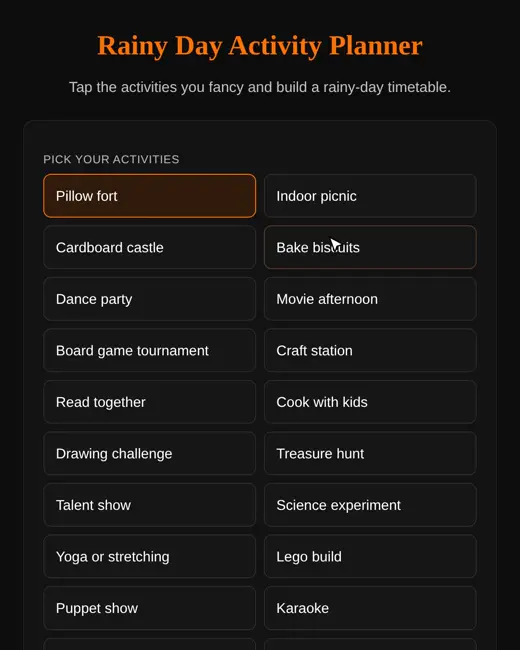 Rainy Day Activity Planner
Tap the activities you fancy and build a rainy-day timetable.
PICK YOUR ACTIVITIES
Pillow fort
Indoor picnic
Cardboard castle
Bake biscuits
Dance party
Movie afternoon
Board game tournament
Craft station
Read together
Cook with kids
Drawing challenge
Treasure hunt
Talent show
Science experiment
Yoga or stretching
Lego build
Puppet show
Karaoke